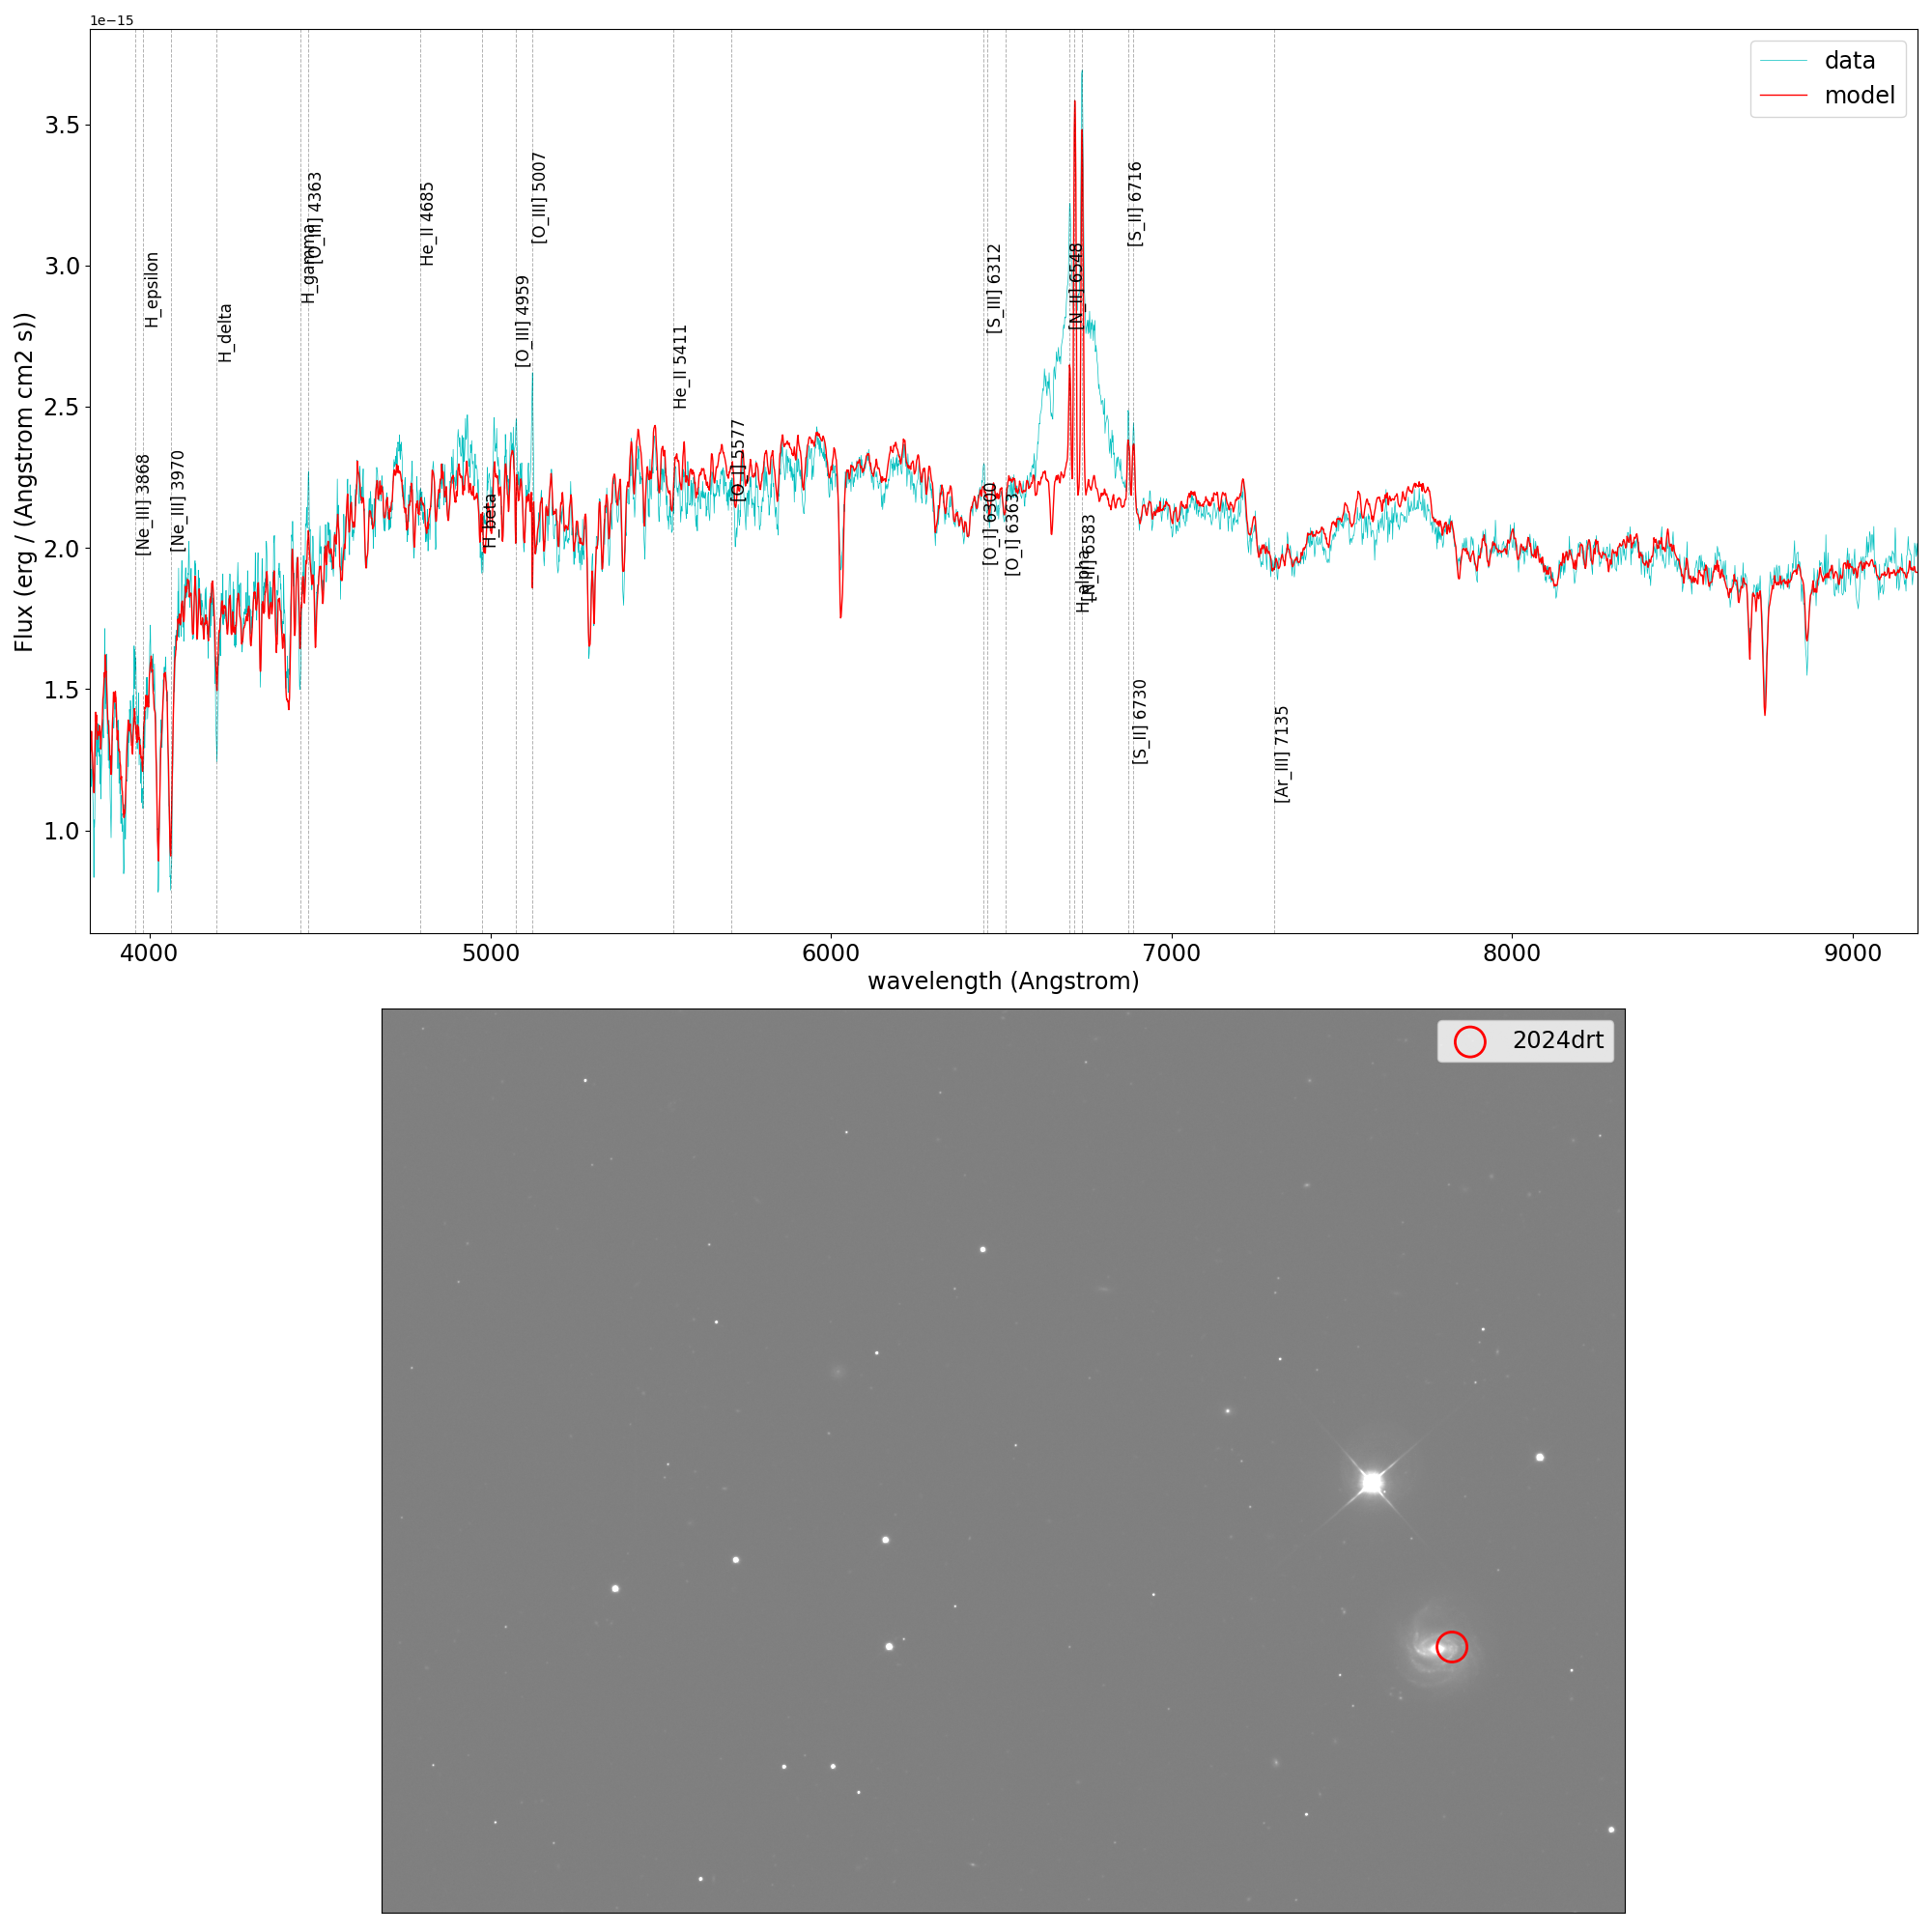 1e−15
data
model
3.5
3.0
2.5
2.0
1.5
1.0
Flux (erg / (Angstrom cm2 s))
[Ne_III] 3868
H_epsilon
[Ne_III] 3970
H_delta
H_gamma
[O_III] 4363
He_II 4685
H_beta
[O_III] 4959
[O_III] 5007
He_II 5411
[O_I] 5577
[O_I] 6300
[S_III] 6312
[O_I] 6363
[N_II] 6548
H_alpha
[N_II] 6583
[S_II] 6716
[S_II] 6730
[Ar_III] 7135
4000
5000
6000
7000
8000
9000
wavelength (Angstrom)
2024drt